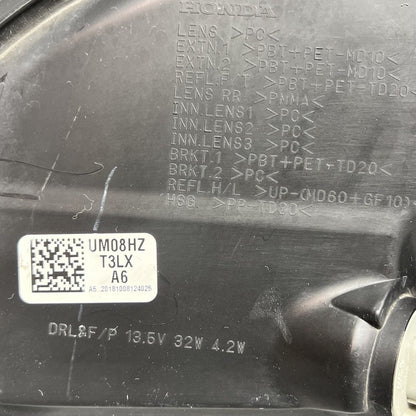 HONDA
LENS >PC<
EXTN.1 >PBT+PET-MD10<
EXTN.2 >PBT+PET-MD10<
REFL.F/T >PBT+PET-TD20<
LENS RR >PMMA<
INN.LENS1 >PC<
INN.LENS2 >PC<
INN.LENS3 >PC<
BRKT.1 >PBT+PET-TD20<
BRKT.2 >PC<
REFL.H/L >UP-(MD60+GF10)<
HSG >PP-TD30<
UM08HZ
T3LX
A6
A6 20181008124025
DRL&F/P 13.5V 32W 4.2W